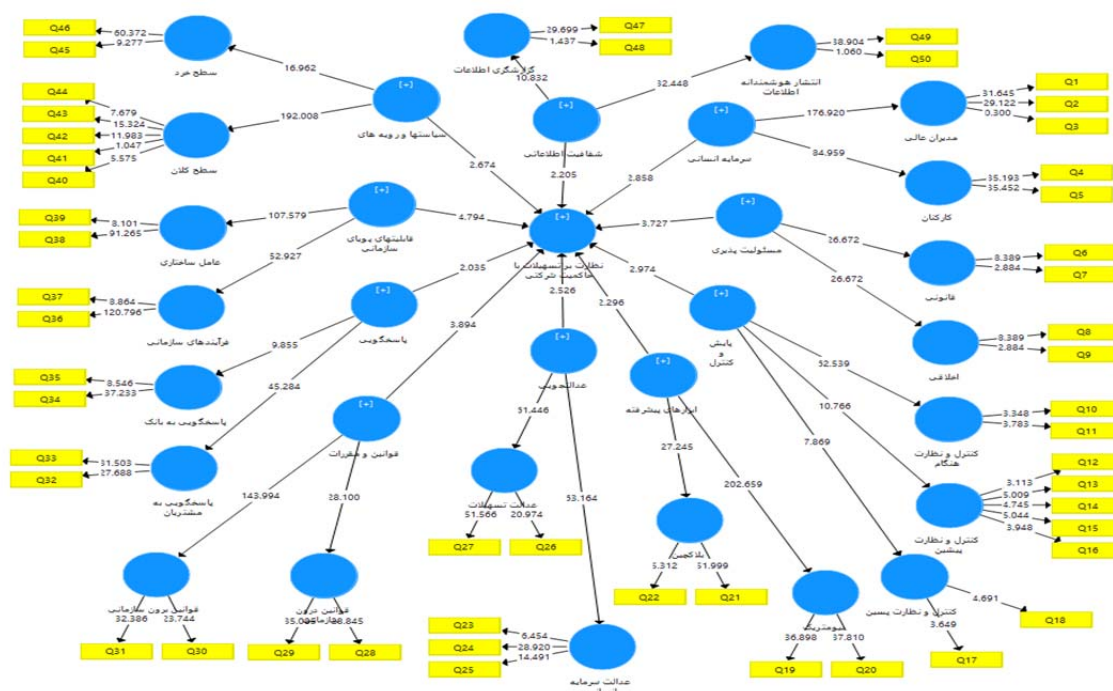 Q46
60.372
Q45
9.277
سطح خرد
16.962
Q44
7.679
Q43
15.324
Q42
11.983
Q41
1.047
Q40
5.575
سطح کلان
192.008
[+]
سیاستها و رویه های
2.674
Q47
29.699
Q48
1.437
گزارشگری اطلاعات
10.832
[+]
شفافیت اطلاعاتی
2.205
32.448
Q49
38.904
Q50
1.060
انتشار هوشمندانه
اطلاعات
[+]
سرمایه انسانی
2.858
176.920
Q1
31.645
Q2
29.122
Q3
0.300
مدیران عالی
84.959
Q4
35.193
Q5
35.452
کارکنان
Q39
8.101
Q38
91.265
عامل ساختاری
107.579
[+]
قابلیتهای پویای
سازمانی
4.794
52.927
Q37
8.864
Q36
120.796
فرآیندهای سازمانی
[+]
نظارت بر تسهیلات با
حاکمیت شرکتی
[+]
مسئولیت پذیری
3.727
26.672
Q6
8.389
Q7
2.884
قانونی
26.672
Q8
8.389
Q9
2.884
اخلاقی
[+]
پاسخگویی
2.035
9.855
Q35
8.546
Q34
37.233
پاسخگویی به بانک
45.284
Q33
31.503
Q32
27.688
پاسخگویی به
مشتریان
[+]
پایش
و
کنترل
2.974
52.539
Q10
3.348
Q11
3.783
کنترل و نظارت
هنگام
10.766
Q12
3.113
Q13
5.009
Q14
4.745
Q15
5.044
Q16
3.948
کنترل و نظارت
پیشین
7.869
کنترل و نظارت پسین
4.691
Q18
3.649
Q17
[+]
قوانین و مقررات
3.894
143.994
قوانین برون سازمانی
32.386
23.744
Q31
Q30
28.100
قوانین درون
Q29
Q28
[+]
عدالتجویی
2.526
51.446
عدالت تسهیلات
51.566
20.974
Q27
Q26
53.164
Q23
6.454
Q24
28.920
Q25
14.491
عدالت سرمایه
[+]
ابزارهای پیشرفته
2.296
27.245
بلاکچین
51.999
Q22
Q21
202.659
بیومتریک
36.898
37.810
Q19
Q20